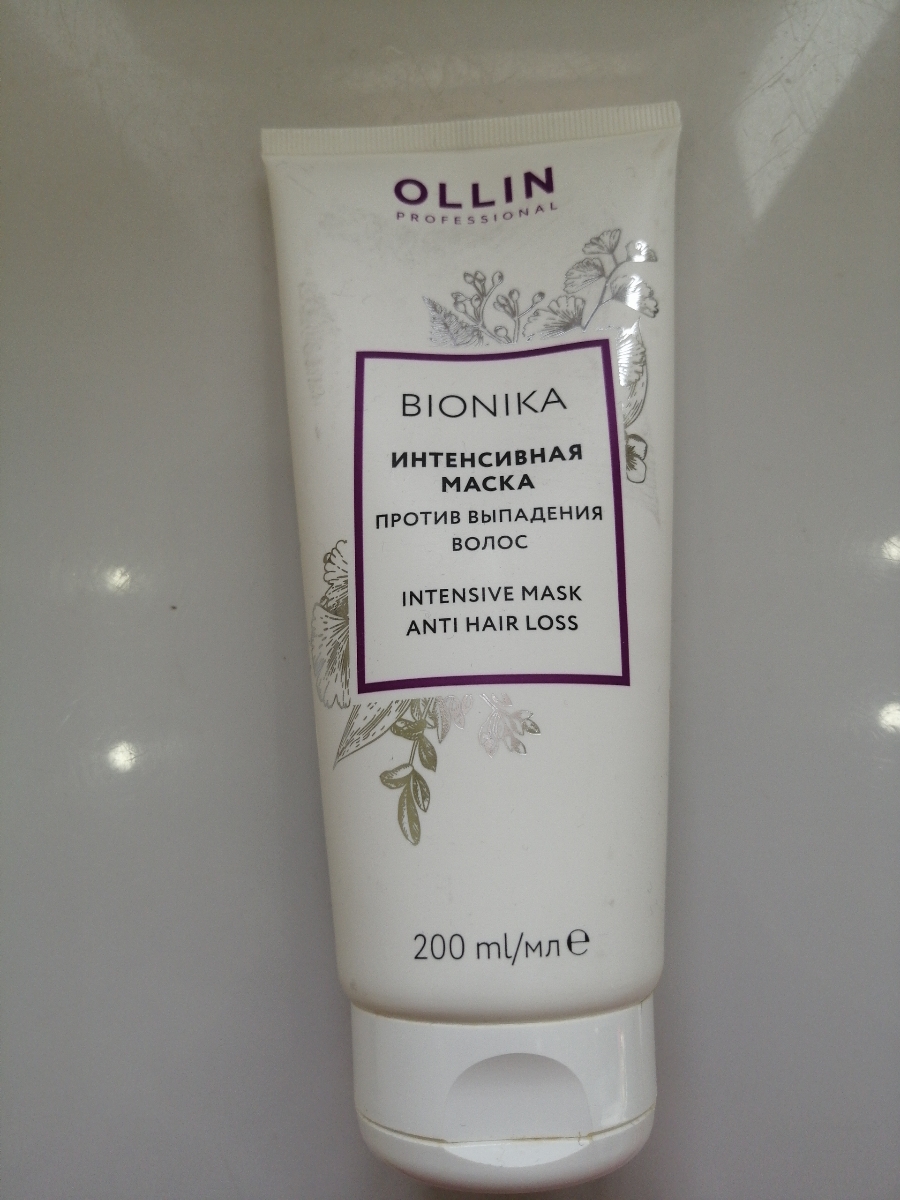 OLLIN
PROFESSIONAL
BIONIKA
ИНТЕНСИВНАЯ
МАСКА
ПРОТИВ ВЫПАДЕНИЯ
ВОЛОС
INTENSIVE MASK
ANTI HAIR LOSS
200 ml/мл ℮